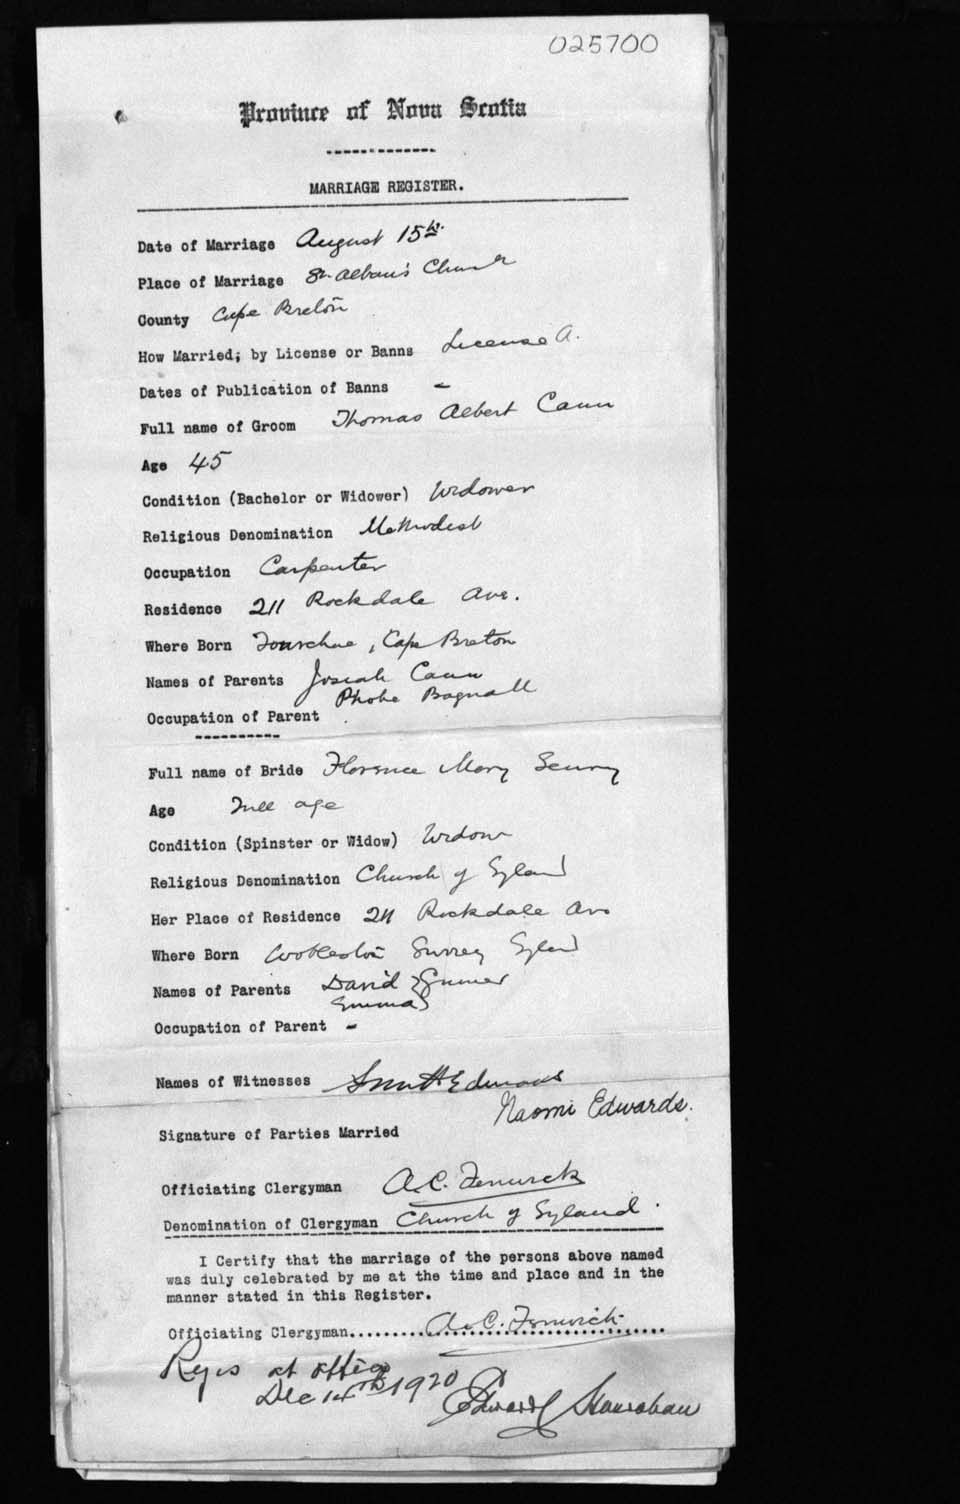 025700
Province of Nova Scotia
MARRIAGE REGISTER.
Date of Marriage August 15th.
Place of Marriage St. Alban's Church
County Cape Breton
How Married; by License or Banns License A.
Dates of Publication of Banns -
Full name of Groom Thomas Albert Cann
Age 45
Condition (Bachelor or Widower) Widower
Religious Denomination Methodist
Occupation Carpenter
Residence 211 Rockdale Ave.
Where Born Fourchue, Cape Breton
Names of Parents Josiah Cann
Phobe Bagnall
Occupation of Parent
Full name of Bride Florence Mary
Age Full age
Condition (Spinster or Widow) Widow
Religious Denomination Church of England
Her Place of Residence 211 Rockdale Ave
Where Born Surrey England
Names of Parents David
Emma
Occupation of Parent -
Names of Witnesses Edwards
Naomi Edwards.
Signature of Parties Married
Officiating Clergyman A. C. Fenwick
Denomination of Clergyman Church of England.
I Certify that the marriage of the persons above named
was duly celebrated by me at the time and place and in the
manner stated in this Register.
Officiating Clergyman.......... A. C. Fenwick
Regis at office
Dec 14th 1920
Edward Hanrahan